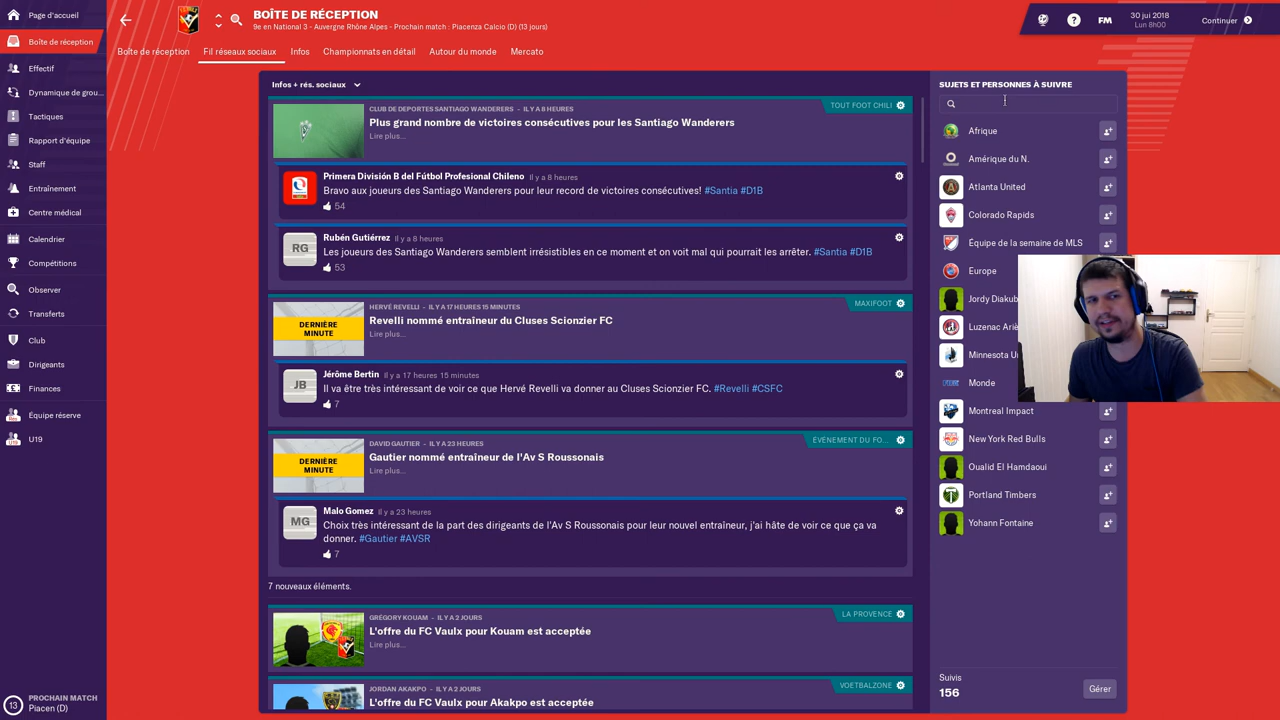 Page d'accueil
Boîte de réception
Effectif
Dynamique de grou...
Tactiques
Rapport d'équipe
Staff
Entraînement
Centre médical
Calendrier
Compétitions
Observer
Transferts
Club
Dirigeants
Finances
Équipe réserve
U19
13
PROCHAIN MATCH
Piacen (D)
BOÎTE DE RÉCEPTION
9e en National 3 - Auvergne Rhône Alpes - Prochain match : Piacenza Calcio (D) (13 jours)
?
FM
30 jui 2018
Lun 8h00
Continuer
Boîte de réception
Fil réseaux sociaux
Infos
Championnats en détail
Autour du monde
Mercato
Infos + rés. sociaux
CLUB DE DEPORTES SANTIAGO WANDERERS - IL Y A 8 HEURES
TOUT FOOT CHILI
Plus grand nombre de victoires consécutives pour les Santiago Wanderers
Lire plus...
Primera División B del Fútbol Profesional Chileno Il y a 8 heures
Bravo aux joueurs des Santiago Wanderers pour leur record de victoires consécutives! #Santia #D1B
54
RG
Rubén Gutiérrez Il y a 8 heures
Les joueurs des Santiago Wanderers semblent irrésistibles en ce moment et on voit mal qui pourrait les arrêter. #Santia #D1B
53
HERVÉ REVELLI - IL Y A 17 HEURES 15 MINUTES
MAXIFOOT
DERNIÈRE
MINUTE
Revelli nommé entraîneur du Cluses Scionzier FC
Lire plus...
JB
Jérôme Bertin Il y a 17 heures 15 minutes
Il va être très intéressant de voir ce que Hervé Revelli va donner au Cluses Scionzier FC. #Revelli #CSFC
7
DAVID GAUTIER - IL Y A 23 HEURES
ÉVÉNEMENT DU FO...
DERNIÈRE
MINUTE
Gautier nommé entraîneur de l'Av S Roussonais
Lire plus...
MG
Malo Gomez Il y a 23 heures
Choix très intéressant de la part des dirigeants de l'Av S Roussonais pour leur nouvel entraîneur, j'ai hâte de voir ce que ça va
donner. #Gautier #AVSR
7
7 nouveaux éléments.
GRÉGORY KOUAM - IL Y A 2 JOURS
LA PROVENCE
L'offre du FC Vaulx pour Kouam est acceptée
Lire plus...
JORDAN AKAKPO - IL Y A 2 JOURS
VOETBALZONE
L'offre du FC Vaulx pour Akakpo est acceptée
SUJETS ET PERSONNES À SUIVRE
Afrique
Amérique du N.
Atlanta United
Colorado Rapids
Équipe de la semaine de MLS
Europe
Jordy Diakub
Luzenac Ariè
Minnesota U
Monde
Montreal Impact
New York Red Bulls
Oualid El Hamdaoui
Portland Timbers
Yohann Fontaine
Suivis
156
Gérer